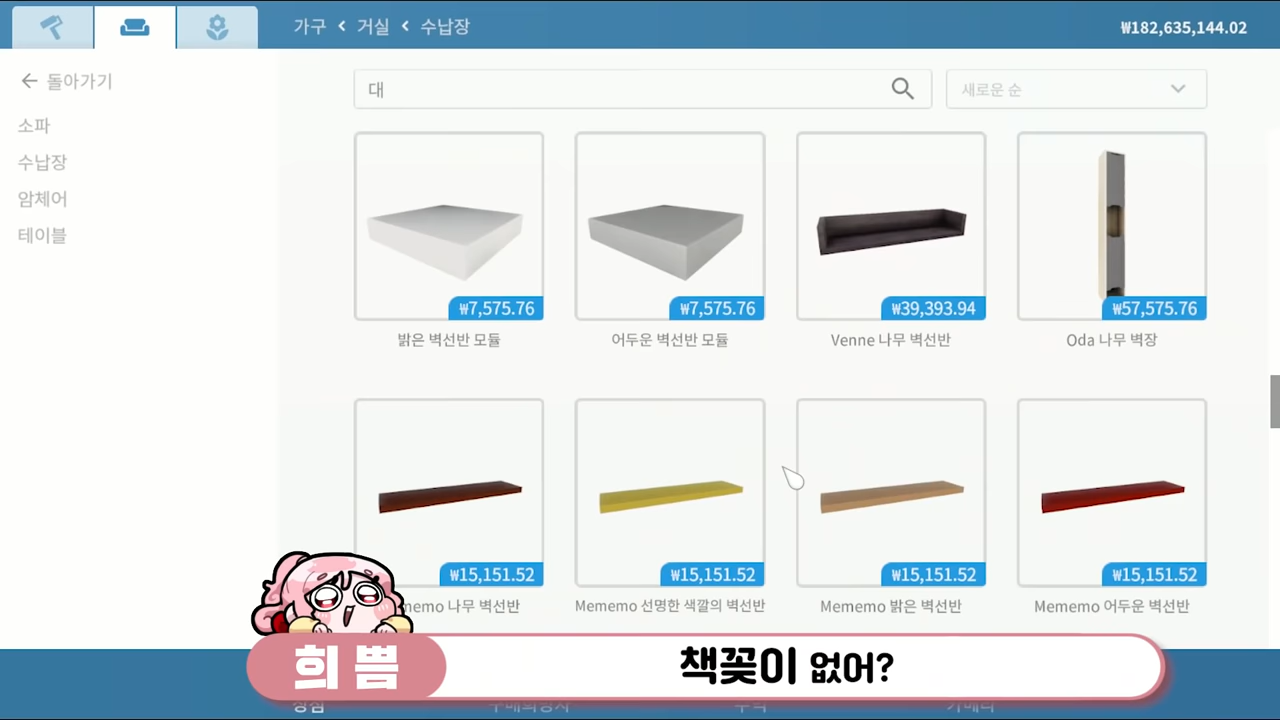 가구 < 거실 < 수납장
₩182,635,144.02
← 돌아가기
소파
수납장
암체어
테이블
대
새로운 순
₩7,575.76
₩7,575.76
₩39,393.94
₩57,575.76
밝은 벽선반 모듈
어두운 벽선반 모듈
Venne 나무 벽선반
Oda 나무 벽장
₩15,151.52
₩15,151.52
₩15,151.52
₩15,151.52
나무 벽선반
Mememo 선명한 색깔의 벽선반
Mememo 밝은 벽선반
Mememo 어두운 벽선반
희쁨
책꽂이 없어?
상점